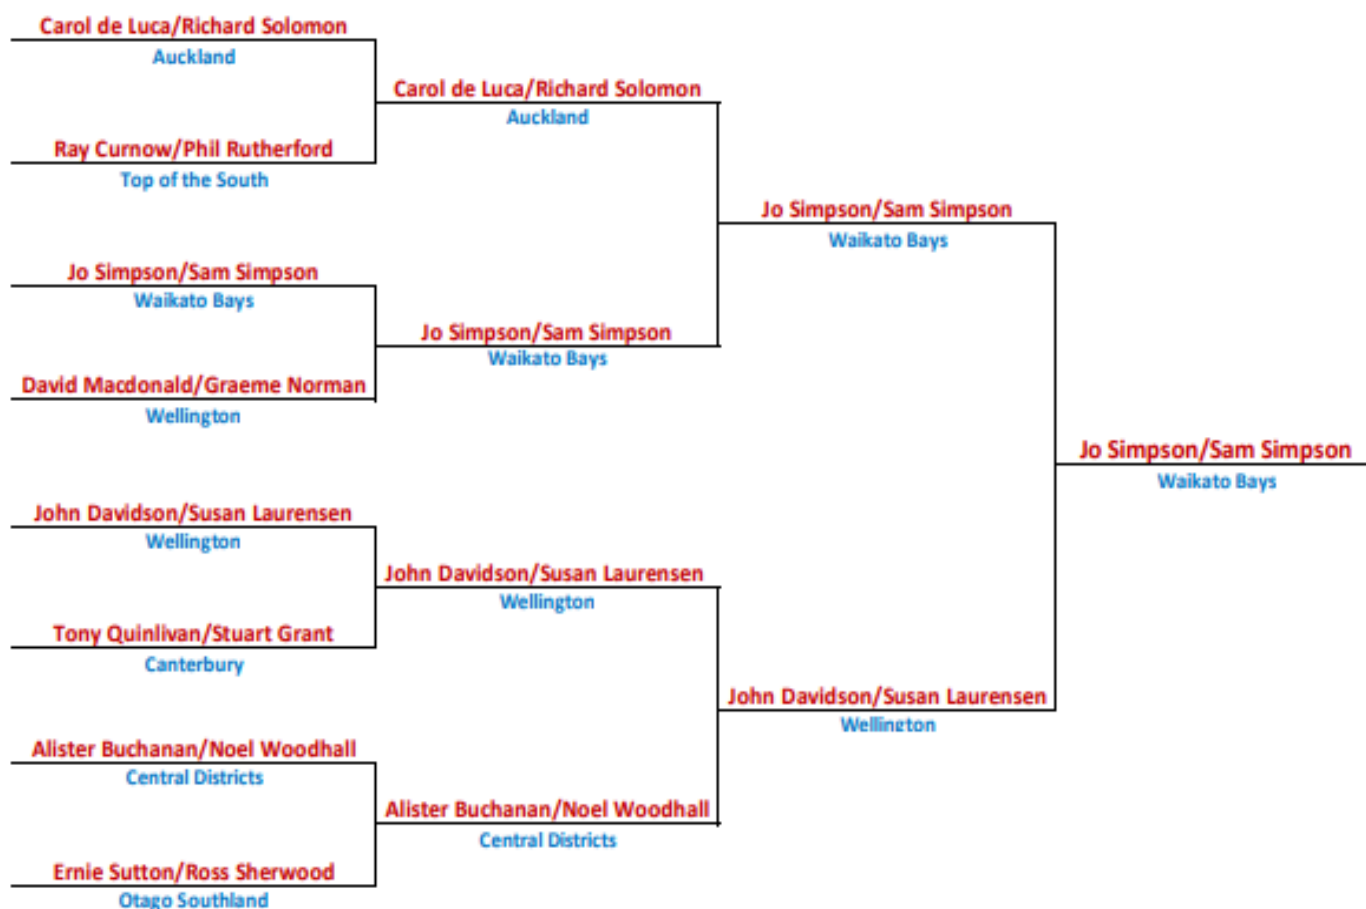 Carol de Luca/Richard Solomon
Auckland
Ray Curnow/Phil Rutherford
Top of the South
Jo Simpson/Sam Simpson
Waikato Bays
David Macdonald/Graeme Norman
Wellington
John Davidson/Susan Laurensen
Wellington
Tony Quinlivan/Stuart Grant
Canterbury
Alister Buchanan/Noel Woodhall
Central Districts
Ernie Sutton/Ross Sherwood
Otago Southland
Carol de Luca/Richard Solomon
Auckland
Jo Simpson/Sam Simpson
Waikato Bays
John Davidson/Susan Laurensen
Wellington
Alister Buchanan/Noel Woodhall
Central Districts
Jo Simpson/Sam Simpson
Waikato Bays
John Davidson/Susan Laurensen
Wellington
Jo Simpson/Sam Simpson
Waikato Bays